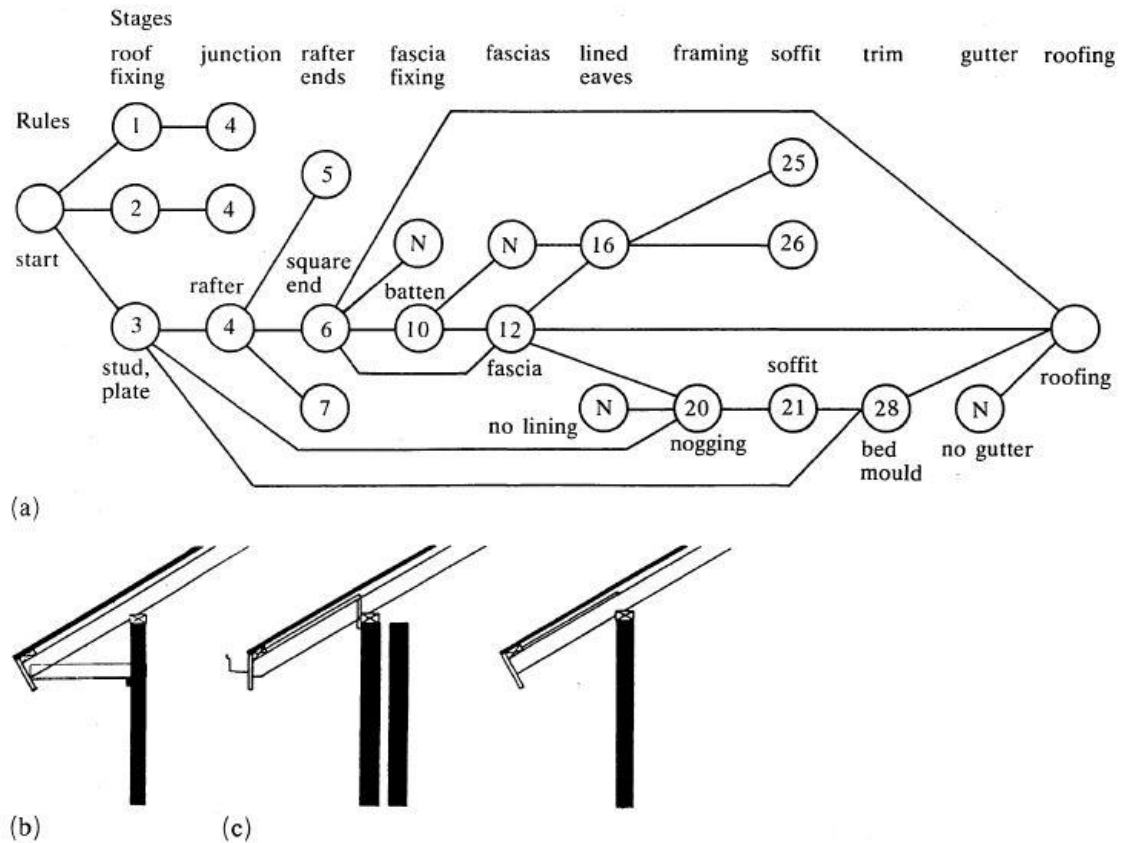 Stages
roof fixing junction rafter ends fascia fixing fascias lined eaves framing soffit trim gutter roofing
Rules
1 4
25
5
2 4
N N 16 26
start
square end
rafter
batten
3 4 6 10 12
fascia
stud, plate
roofing
soffit
7
N 20 21 28 N
no lining
nogging
bed mould
no gutter
(a)
(b) (c)